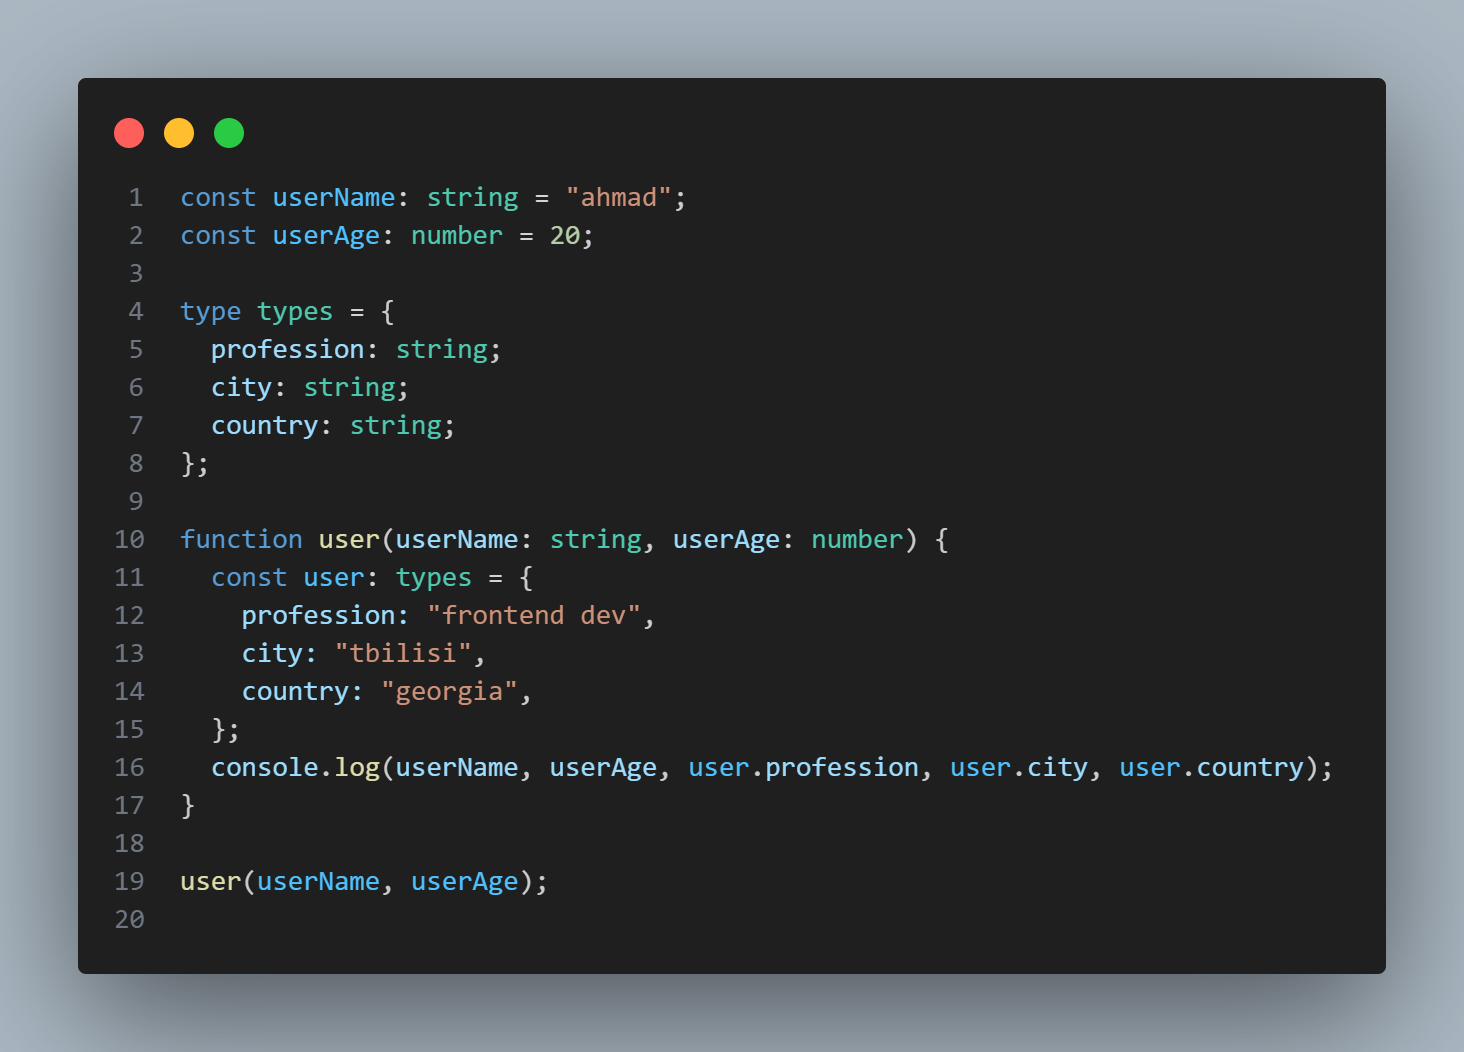 1 const userName: string = "ahmad";
2 const userAge: number = 20;
3
4 type types = {
5   profession: string;
6   city: string;
7   country: string;
8 };
9
10 function user(userName: string, userAge: number) {
11   const user: types = {
12     profession: "frontend dev",
13     city: "tbilisi",
14     country: "georgia",
15   };
16   console.log(userName, userAge, user.profession, user.city, user.country);
17 }
18
19 user(userName, userAge);
20